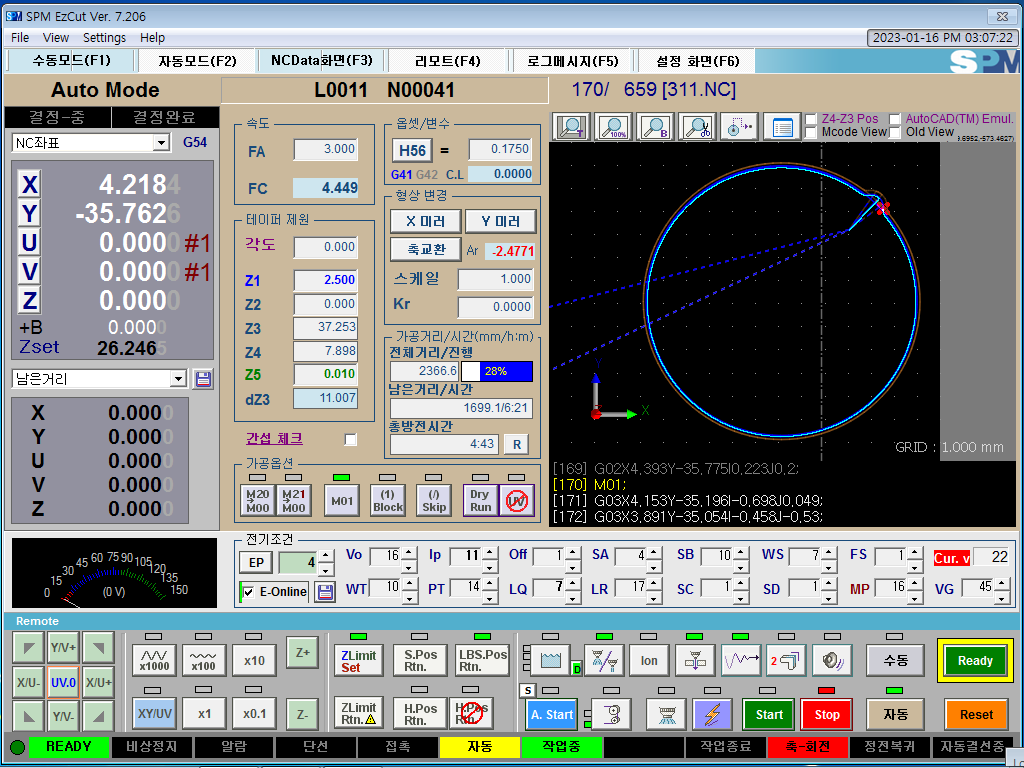 SPM EzCut Ver. 7.206
File View Settings Help
2023-01-16 PM 03:07:22
수동모드(F1) 자동모드(F2) NCData화면(F3) 리모트(F4) 로그메시지(F5) 설정 화면(F6)
SPM
Auto Mode
L0011 N00041
170/ 659 [311.NC]
결정-중 결정완료
NC좌표 G54
X 4.2184
Y -35.7626
U 0.0000 #1
V 0.0000 #1
Z 0.0000
+B 0.0000
Zset 26.2465
남은거리
X 0.0000
Y 0.0000
U 0.0000
V 0.0000
Z 0.0000
속도
FA 3.000
FC 4.449
테이퍼 제원
각도 0.000
Z1 2.500
Z2 0.000
Z3 37.253
Z4 7.898
Z5 0.010
dZ3 11.007
간섭 체크
옵셋/변수
H56 = 0.1750
G41 G42 C.L 0.0000
형상 변경
X 미러 Y 미러
축교환 Ar -2.4771
스케일 1.000
Kr 0.0000
가공거리/시간(mm/h:m)
전체거리/진행
2366.6 28%
남은거리/시간
1699.1/6:21
총방전시간
4:43 R
가공옵션
M20 M00
M21 M00
M01
(1) Block
(/) Skip
Dry Run
UV
T 100% B
Z4-Z3 Pos AutoCAD(TM) Emul.
Mcode View Old View
X
GRID : 1.000 mm
[169] G02X4,393Y-35,775I0,223J0,2;
[170] M01;
[171] G03X4,153Y-35,196I-0,698J0,049;
[172] G03X3,891Y-35,054I-0,458J-0,53;
0 15 30 45 60 75 90 105 120 135 150
(0 V)
전기조건
EP 4
E-Online
Vo 16 Ip 11 Off 1 SA 4 SB 10 WS 7 FS 1 Cur. v 22
WT 10 PT 14 LQ 7 LR 17 SC 1 SD 1 MP 16 VG 45
Remote
Y/V+
X/U- UV.0 X/U+
Y/V-
x1000 x100 x10 Z+
XY/UV x1 x0.1 Z-
ZLimit Set
S.Pos Rtn.
LBS.Pos Rtn.
ZLimit Rtn.
H.Pos Rtn.
H.Pos Rtn.
D
Ion
2
수동
Ready
S
A. Start
Start
Stop
자동
Reset
READY 비상정지 알람 단선 접촉 자동 작업중 작업종료 축-회전 정전복귀 자동결선중